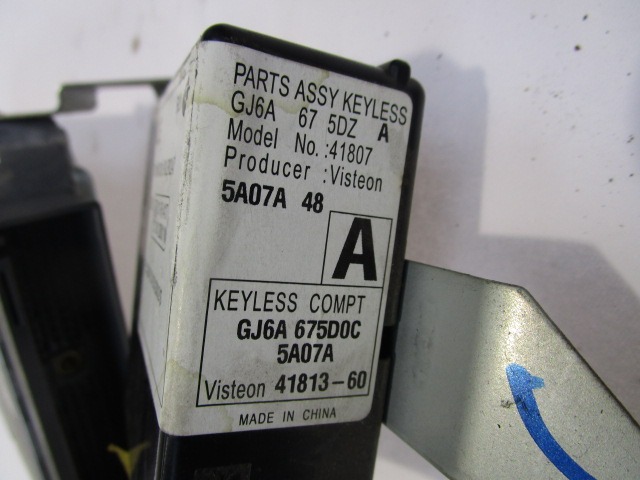 PARTS ASSY KEYLESS
GJ6A 67 5DZ A
Model No.:41807
Producer :Visteon
5A07A 48
A
KEYLESS COMPT
GJ6A 675D0C
5A07A
Visteon 41813-60
MADE IN CHINA